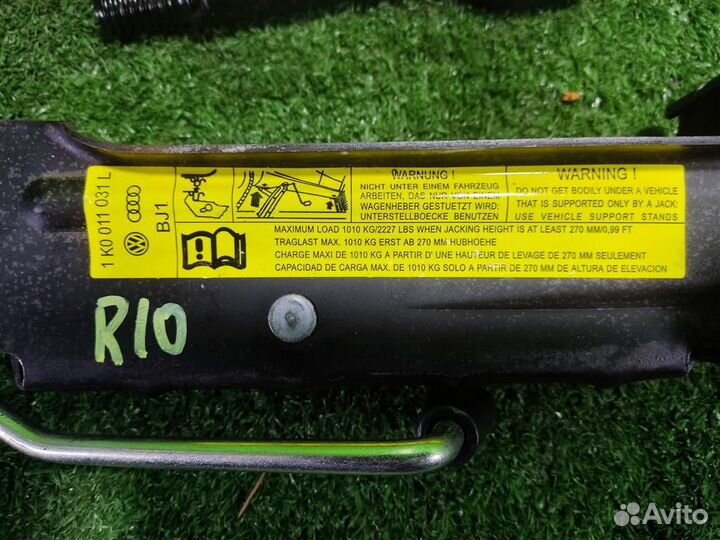 1 K0 011 031 L
BJ1
WARNUNG !
NICHT UNTER EINEM FAHRZEUG
ARBEITEN, DAS NUR VON EINEM
WAGENHEBER GESTUETZT WIRD:
UNTERSTELLBOECKE BENUTZEN
WARNING !
DO NOT GET BODILY UNDER A VEHICLE
THAT IS SUPPORTED ONLY BY A JACK:
USE VEHICLE SUPPORT STANDS
MAXIMUM LOAD 1010 KG/2227 LBS WHEN JACKING HEIGHT IS AT LEAST 270 MM/0,99 FT
TRAGLAST MAX. 1010 KG ERST AB 270 MM HUBHOEHE
CHARGE MAXI DE 1010 KG A PARTIR D' UNE HAUTEUR DE LEVAGE DE 270 MM SEULEMENT
CAPACIDAD DE CARGA MAX. DE 1010 KG SOLO A PARTIR DE 270 MM DE ALTURA DE ELEVACION
R10
Avito